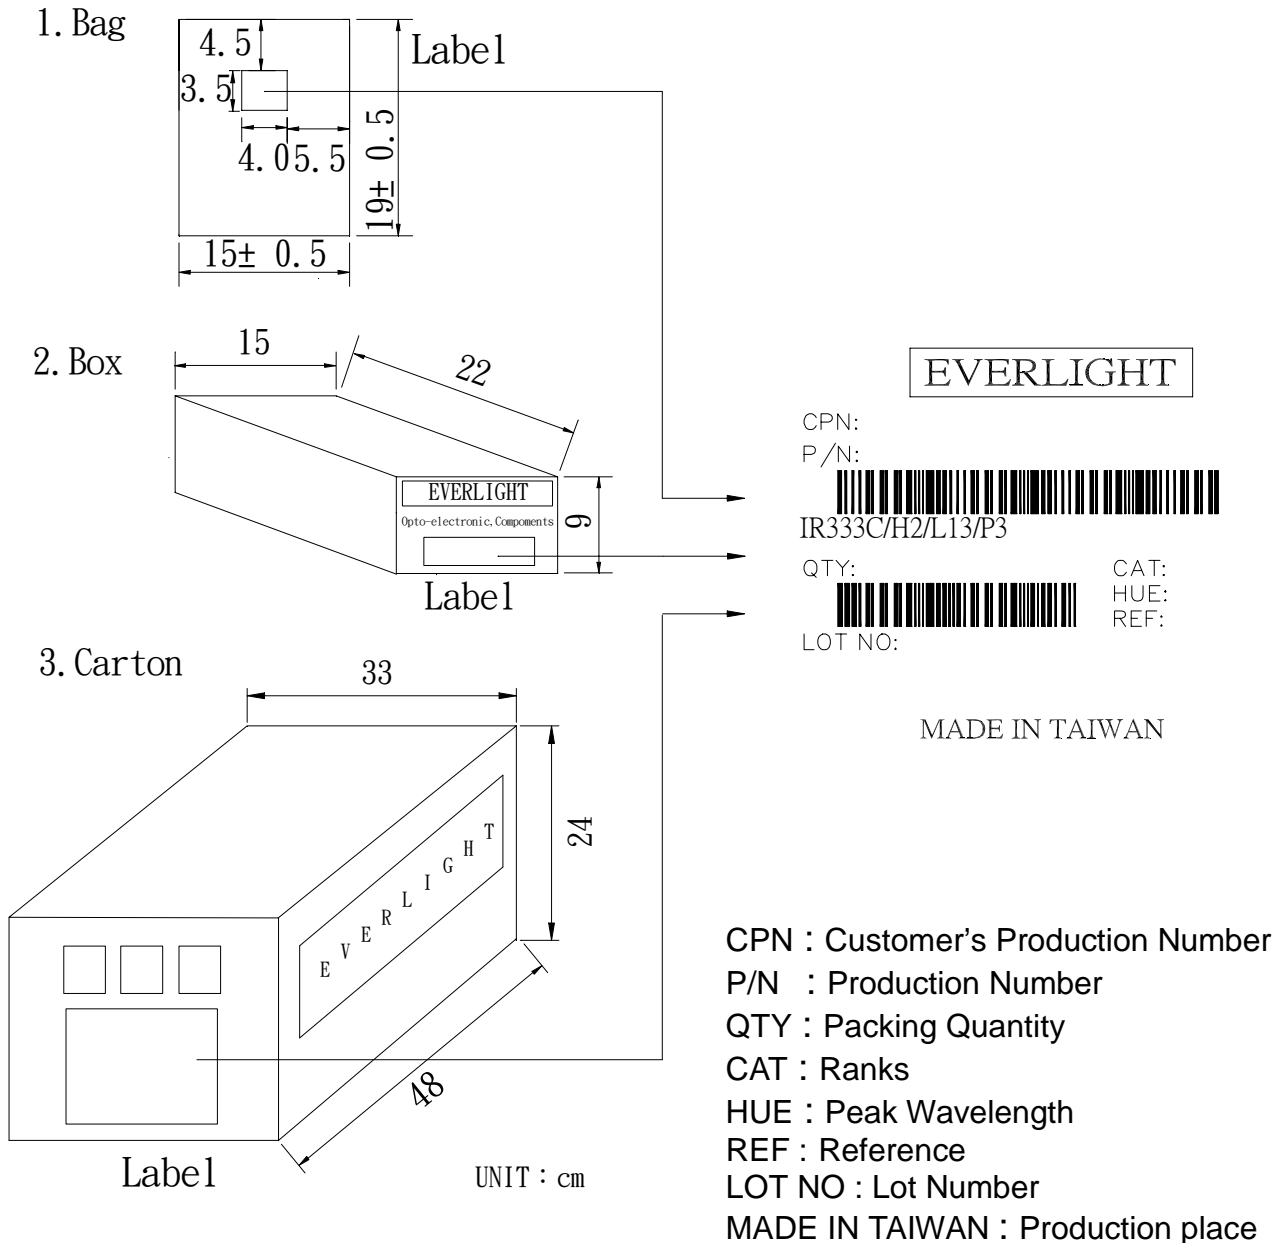 1. Bag
4.5
Label
3.5
4.0 5.5
19± 0.5
15± 0.5
2. Box
15
22
EVERLIGHT
Opto-electronic, Compoments
9
Label
3. Carton
33
24
EVERLIGHT
48
Label
UNIT：cm
EVERLIGHT
CPN:
P/N:
IR333C/H2/L13/P3
QTY:
CAT:
HUE:
REF:
LOT NO:
MADE IN TAIWAN
CPN：Customer’s Production Number
P/N ：Production Number
QTY：Packing Quantity
CAT：Ranks
HUE：Peak Wavelength
REF : Reference
LOT NO : Lot Number
MADE IN TAIWAN：Production place